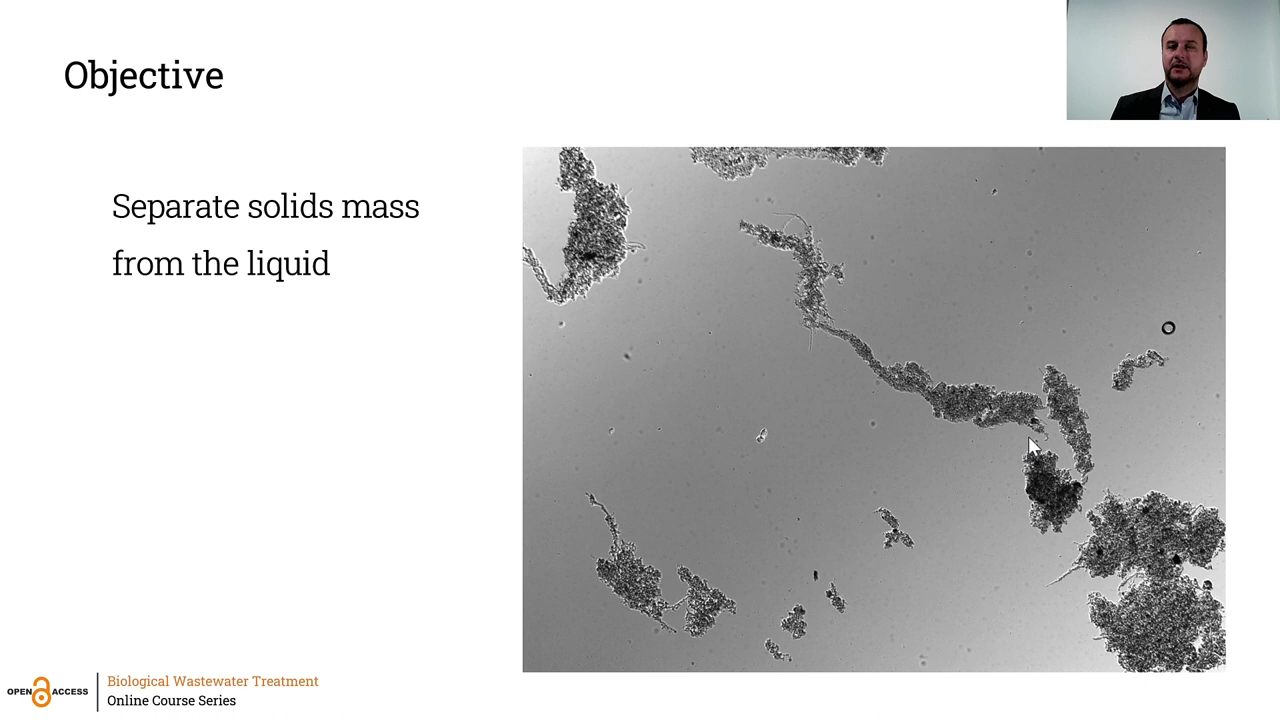 Objective
Separate solids mass
from the liquid
OPEN ACCESS
Biological Wastewater Treatment
Online Course Series